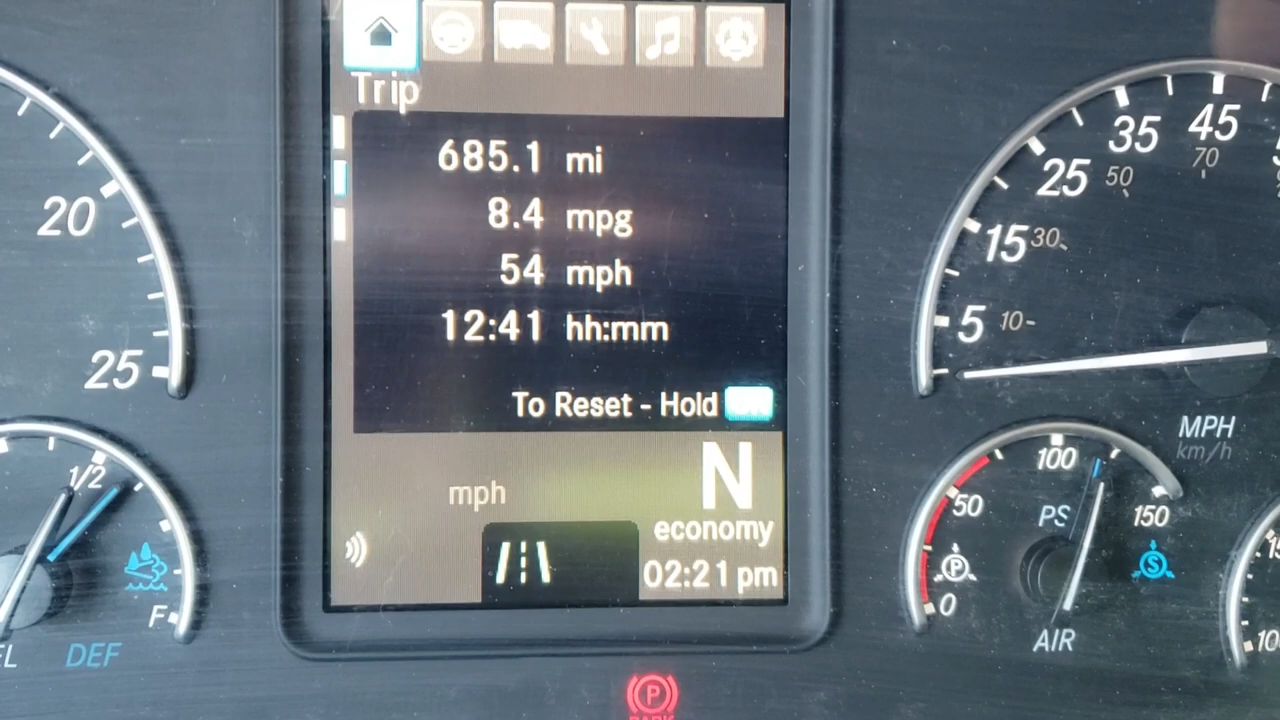 Trip
685.1 mi
8.4 mpg
54 mph
12:41 hh:mm
To Reset - Hold OK
mph
N
economy
02:21 pm
20
25
1/2
F
DEF
5
15
25
35
45
10
30
50
70
MPH
km/h
0
50
100
150
PS
P
S
AIR
P
PARK